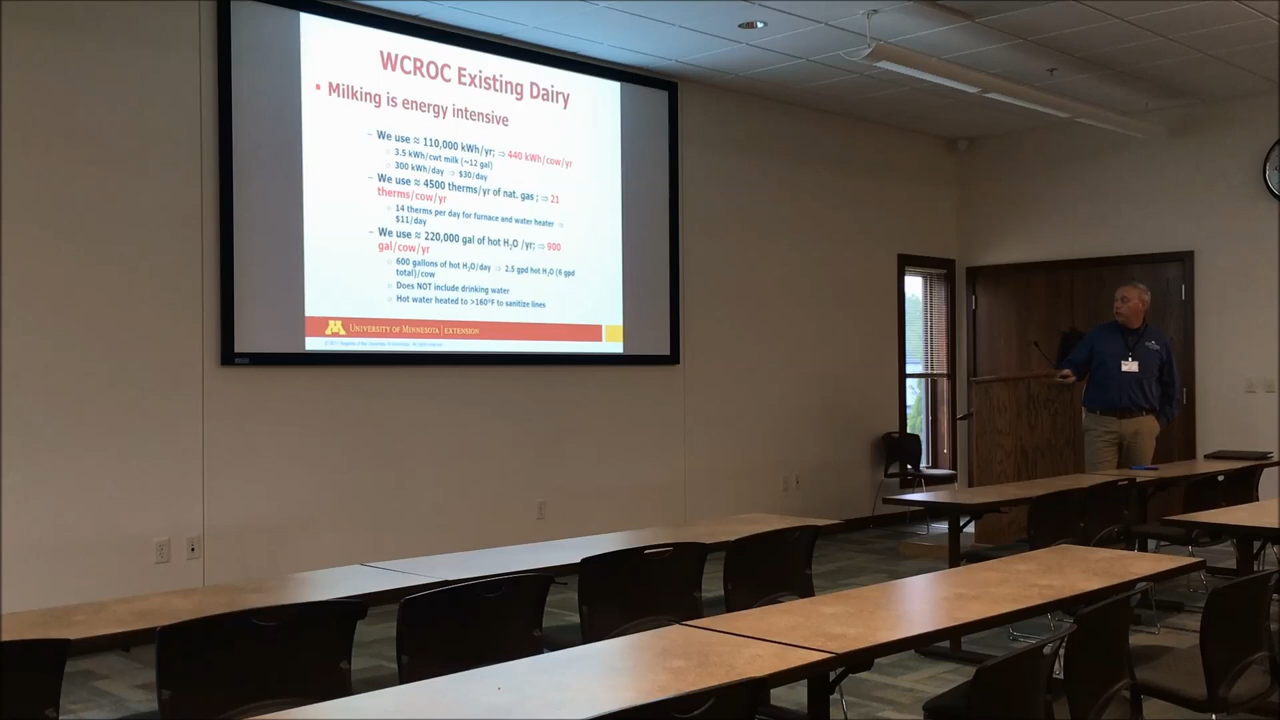 WCROC Existing Dairy
• Milking is energy intensive
– We use ≈ 110,000 kWh/yr; ⇒ 440 kWh/cow/yr
○ 3.5 kWh/cwt milk (~12 gal)
○ 300 kWh/day ⇒ $30/day
– We use ≈ 4500 therms/yr of nat. gas ; ⇒ 21
therms/cow/yr
○ 14 therms per day for furnace and water heater ⇒
$11/day
– We use ≈ 220,000 gal of hot H₂O /yr; ⇒ 900
gal/cow/yr
○ 600 gallons of hot H₂O/day ⇒ 2.5 gpd hot H₂O (6 gpd
total)/cow
○ Does NOT include drinking water
○ Hot water heated to >160°F to sanitize lines
UNIVERSITY OF MINNESOTA | EXTENSION